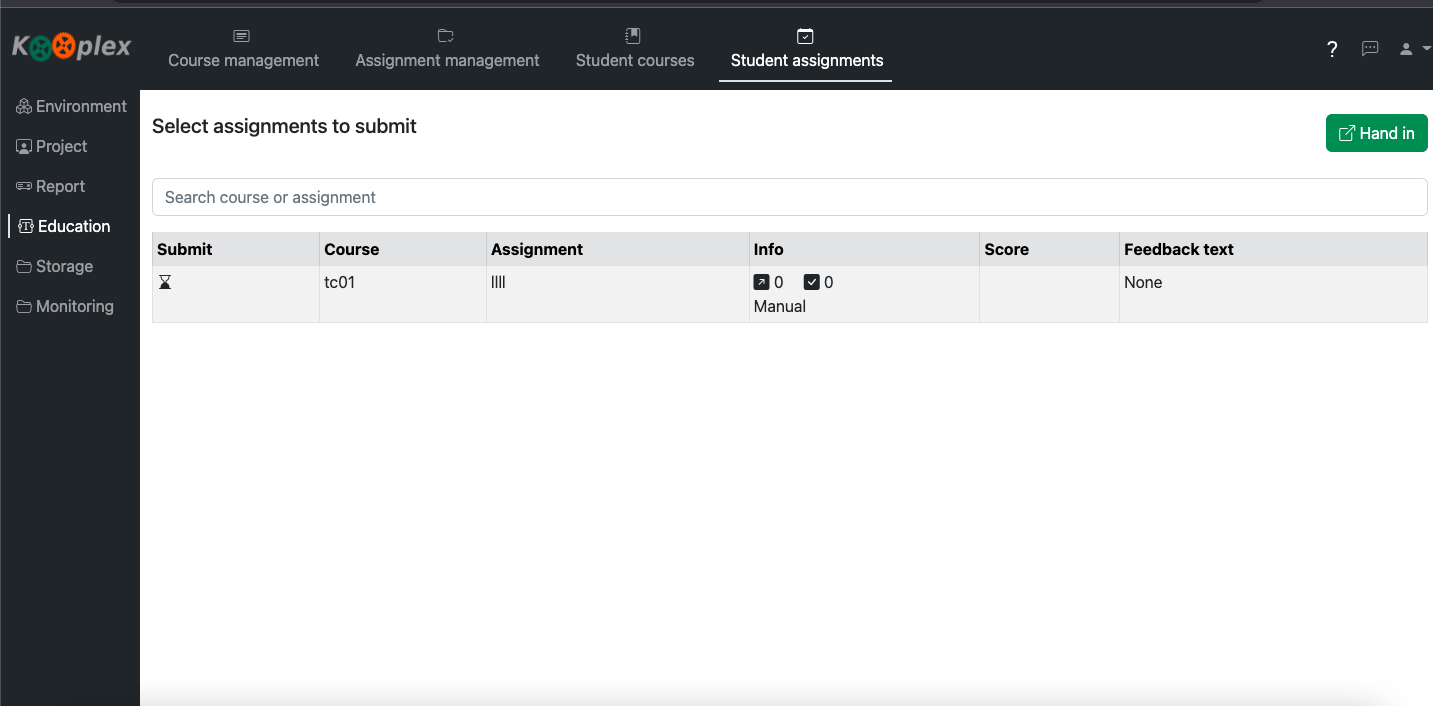 Kooplex
Course management
Assignment management
Student courses
Student assignments
?
Environment
Project
Report
Education
Storage
Monitoring
Select assignments to submit
Hand in
Search course or assignment
Submit Course Assignment Info Score Feedback text
tc01 llll 0 0 None
Manual